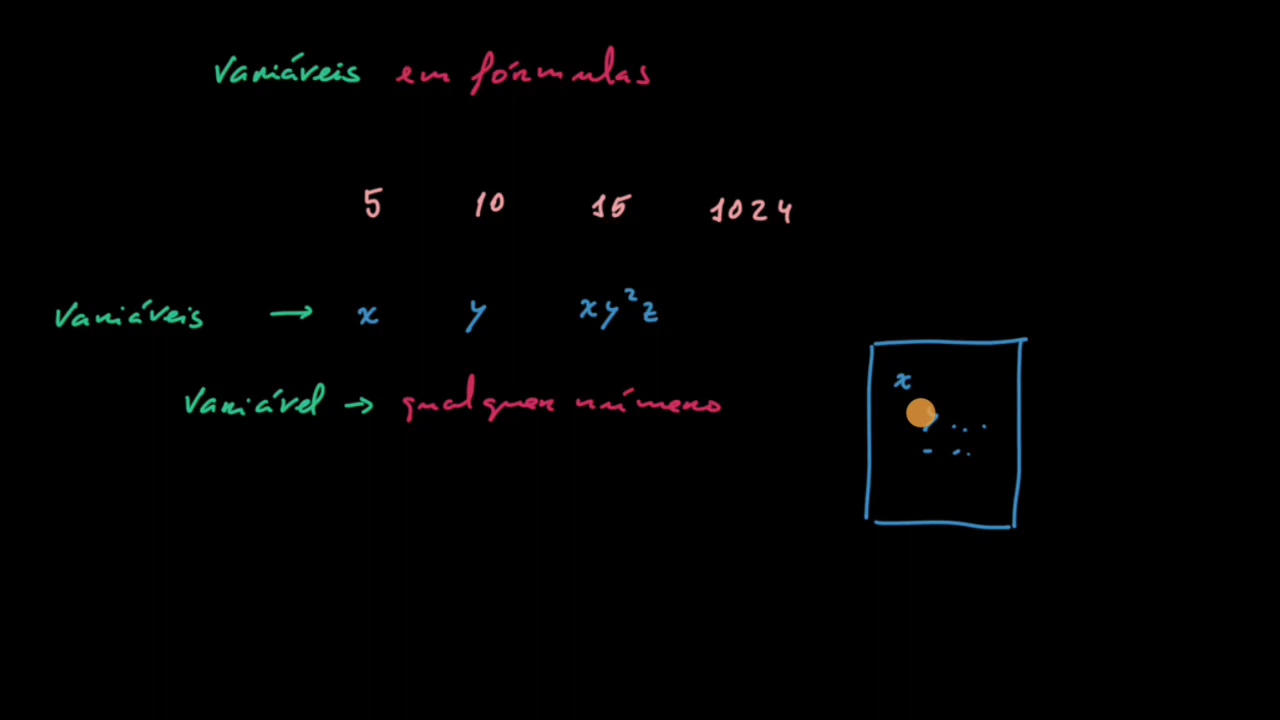 Variáveis em fórmulas
5 10 15 1024
Variáveis → x y xy²z
Variável → qualquer número
x
y ...